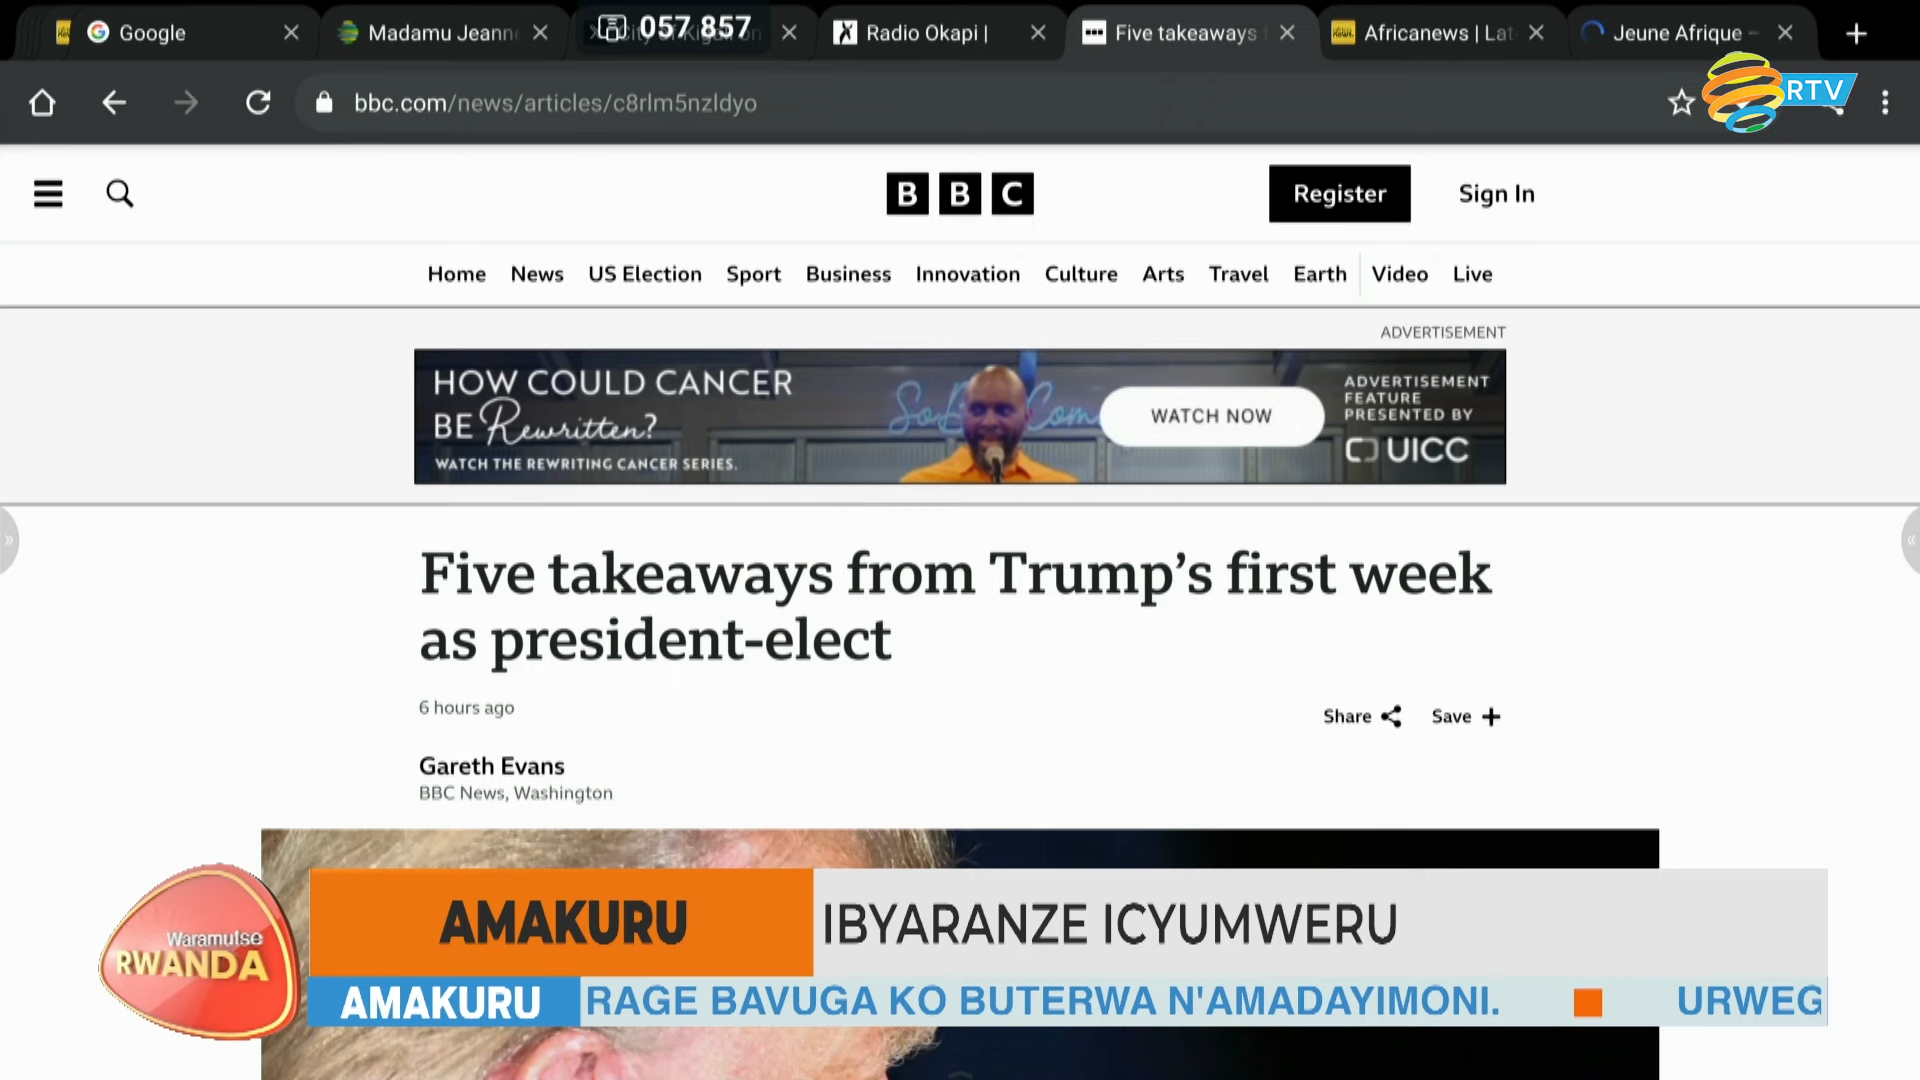 Google
Madamu Jeann
057 857
Radio Okapi |
Five takeaways
Africanews | Lat
Jeune Afrique -
RTV
bbc.com/news/articles/c8rlm5nzldyo
BBC
Register
Sign In
Home News US Election Sport Business Innovation Culture Arts Travel Earth Video Live
ADVERTISEMENT
HOW COULD CANCER
BE Rewritten?
WATCH THE REWRITING CANCER SERIES.
WATCH NOW
ADVERTISEMENT
FEATURE
PRESENTED BY
UICC
Five takeaways from Trump’s first week
as president-elect
6 hours ago
Share
Save
Gareth Evans
BBC News, Washington
Waramutse
RWANDA
AMAKURU
IBYARANZE ICYUMWERU
AMAKURU
RAGE BAVUGA KO BUTERWA N'AMADAYIMONI.
URWEG